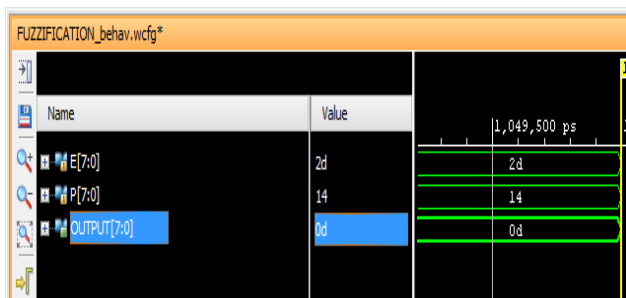 FUZZIFICATION_behav.wcfg*
Name Value
1,049,500 ps
E[7:0] 2d 2d
P[7:0] 14 14
OUTPUT[7:0] 0d 0d